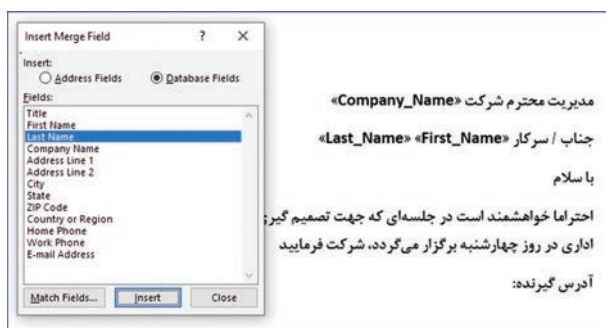 Insert Merge Field ? ×
Insert:
Address Fields Database Fields
Fields:
Title
First Name
Last Name
Company Name
Address Line 1
Address Line 2
City
State
ZIP Code
Country or Region
Home Phone
Work Phone
E-mail Address
Match Fields... Insert Close
مدیریت محترم شرکت «Company_Name»
جناب / سرکار «First_Name» «Last_Name»
با سلام
احتراما خواهشمند است در جلسه‌ای که جهت تصمیم گیری
اداری در روز چهارشنبه برگزار می‌گردد، شرکت فرمایید
آدرس گیرنده: